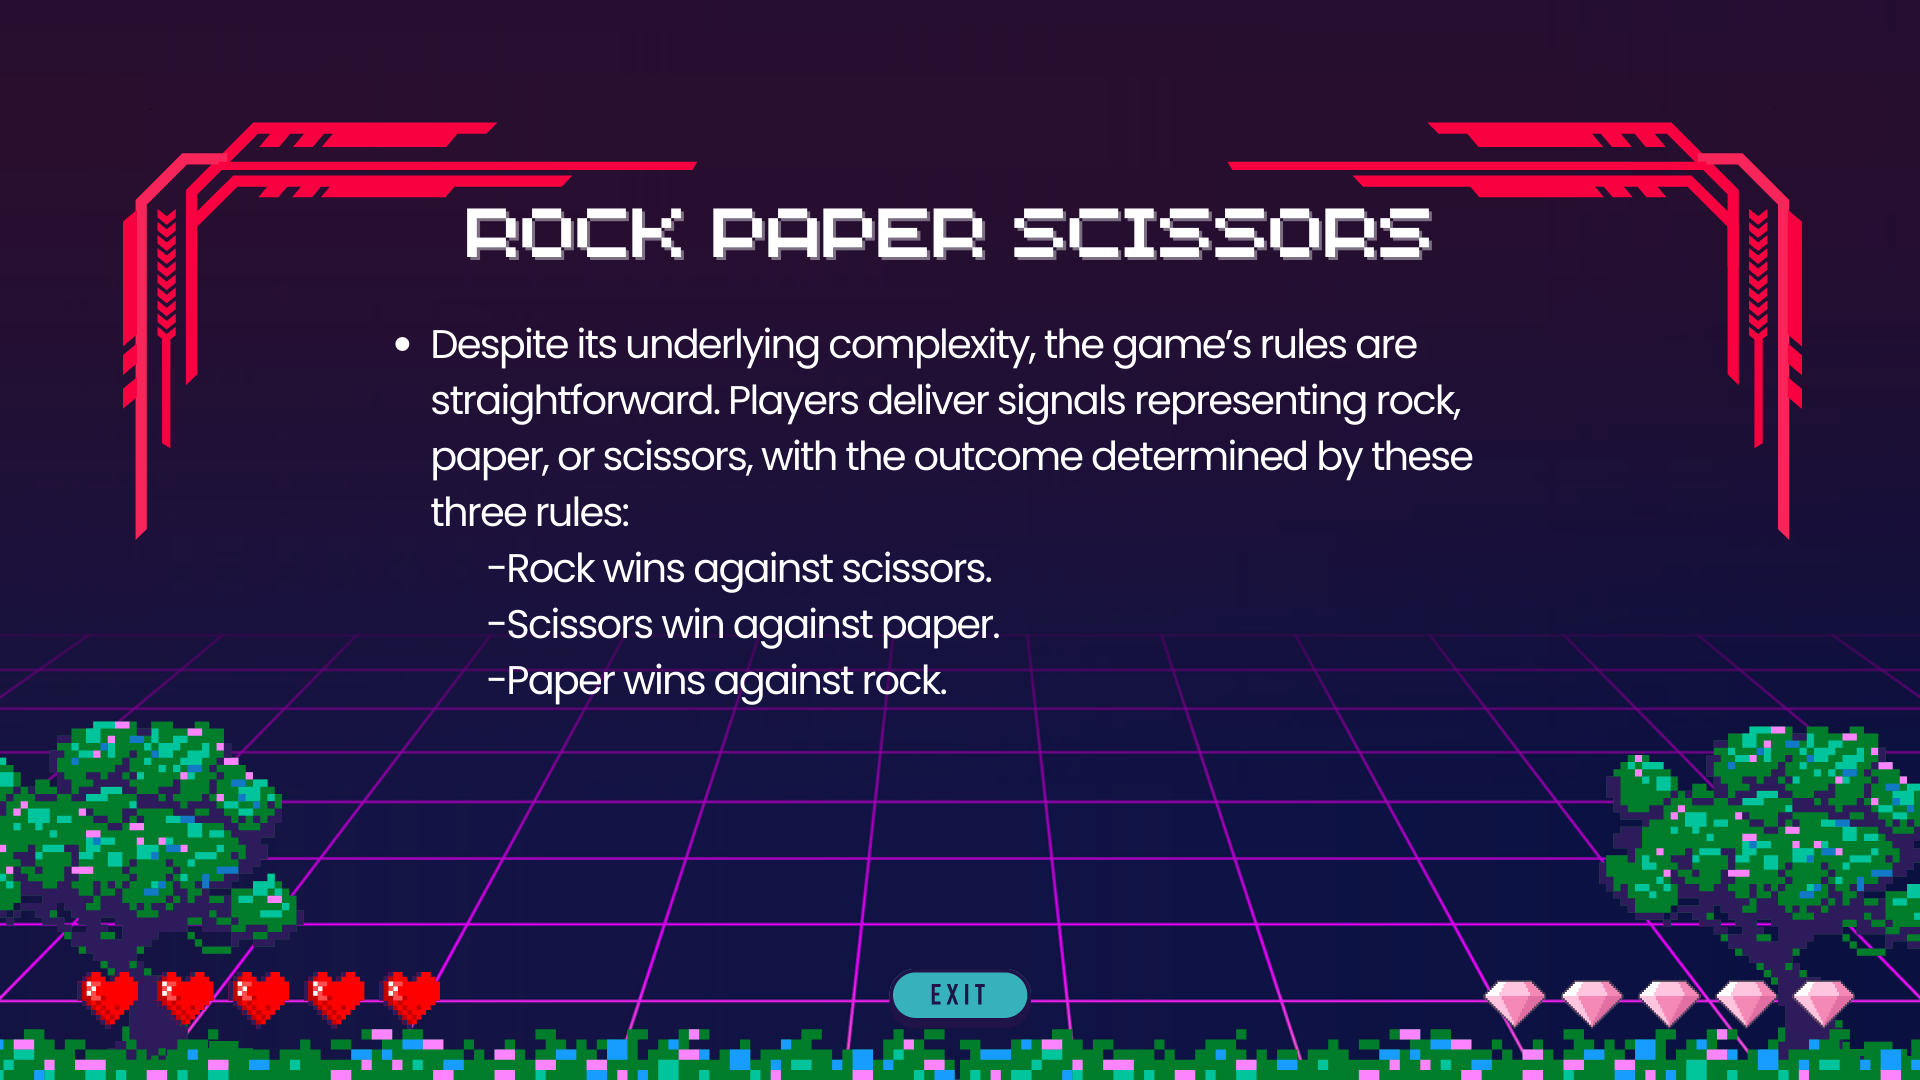 ROCK PAPER SCISSORS
• Despite its underlying complexity, the game’s rules are
straightforward. Players deliver signals representing rock,
paper, or scissors, with the outcome determined by these
three rules:
-Rock wins against scissors.
-Scissors win against paper.
-Paper wins against rock.
EXIT